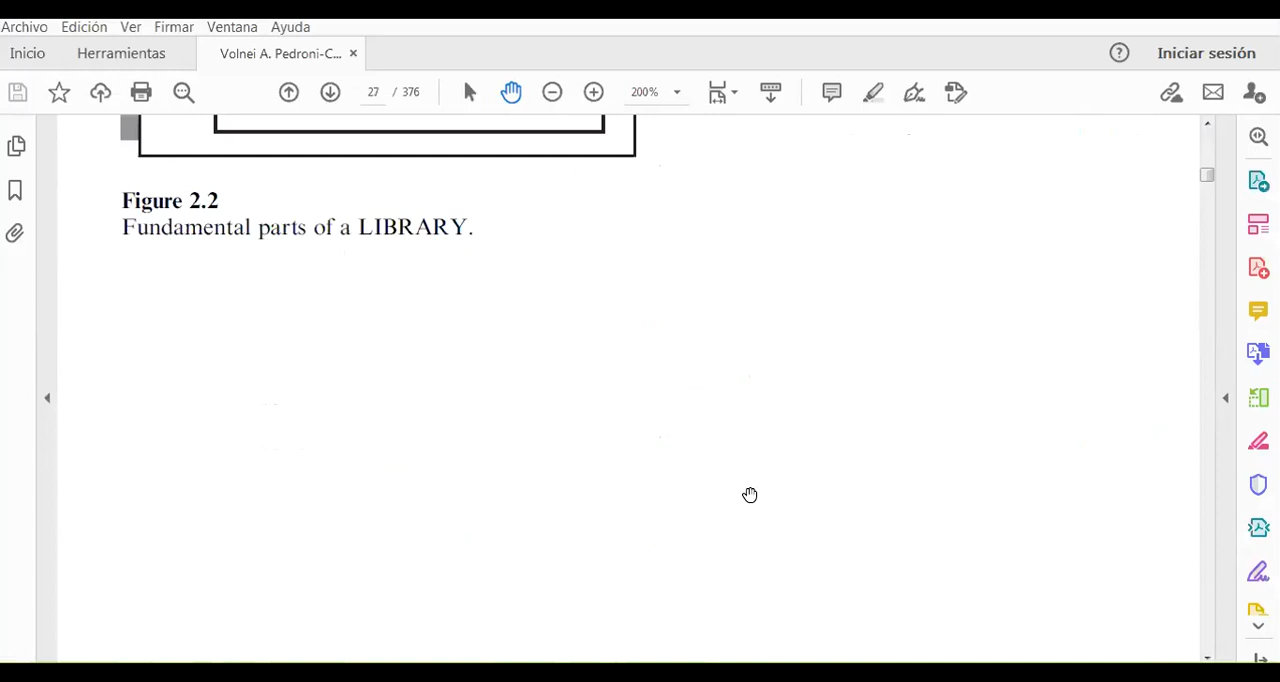 Archivo Edición Ver Firmar Ventana Ayuda
Inicio Herramientas Volnei A. Pedroni-C... × Iniciar sesión
27 / 376 200%
Figure 2.2
Fundamental parts of a LIBRARY.